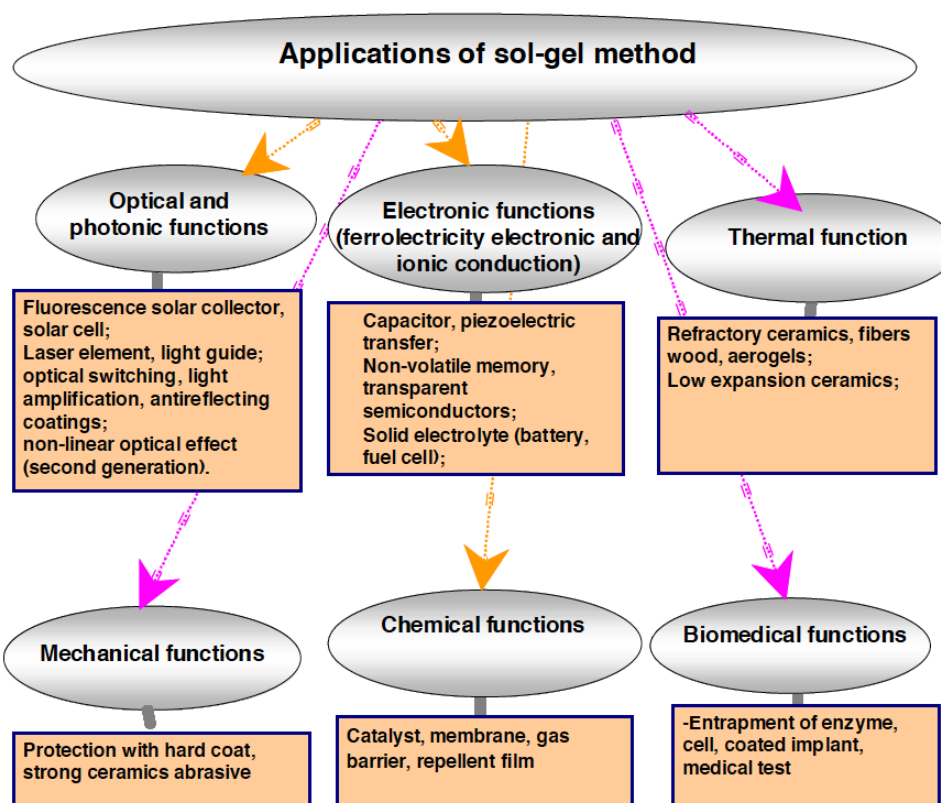 Applications of sol-gel method
Optical and
photonic functions
Electronic functions
(ferrolectricity electronic and
ionic conduction)
Thermal function
Fluorescence solar collector,
solar cell;
Laser element, light guide;
optical switching, light
amplification, antireflecting
coatings;
non-linear optical effect
(second generation).
Capacitor, piezoelectric
transfer;
Non-volatile memory,
transparent
semiconductors;
Solid electrolyte (battery,
fuel cell);
Refractory ceramics, fibers
wood, aerogels;
Low expansion ceramics;
Mechanical functions
Chemical functions
Biomedical functions
Protection with hard coat,
strong ceramics abrasive
Catalyst, membrane, gas
barrier, repellent film
-Entrapment of enzyme,
cell, coated implant,
medical test